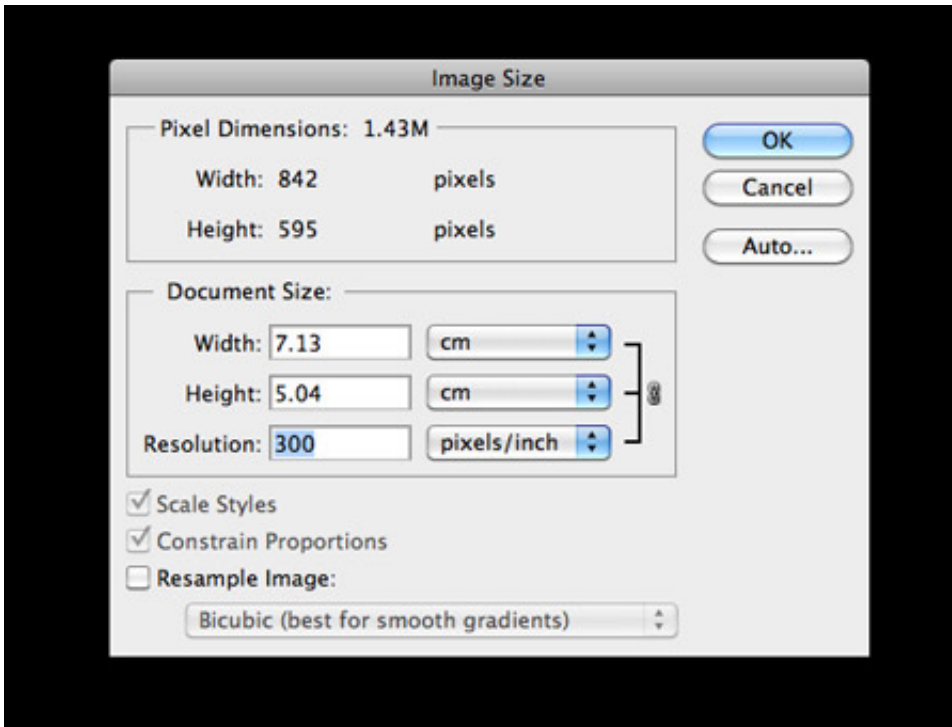 Image Size
Pixel Dimensions: 1.43M
Width: 842 pixels
Height: 595 pixels
OK
Cancel
Auto...
Document Size:
Width: 7.13 cm
Height: 5.04 cm
Resolution: 300 pixels/inch
Scale Styles
Constrain Proportions
Resample Image:
Bicubic (best for smooth gradients)